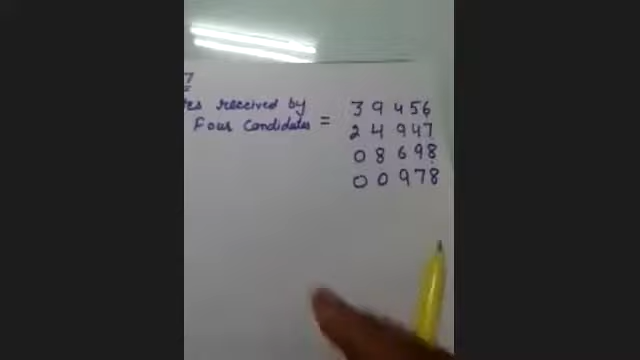 7
received by 3 9 4 5 6
Four Candidates = 2 4 9 4 7
0 8 6 9 8
0 0 9 7 8